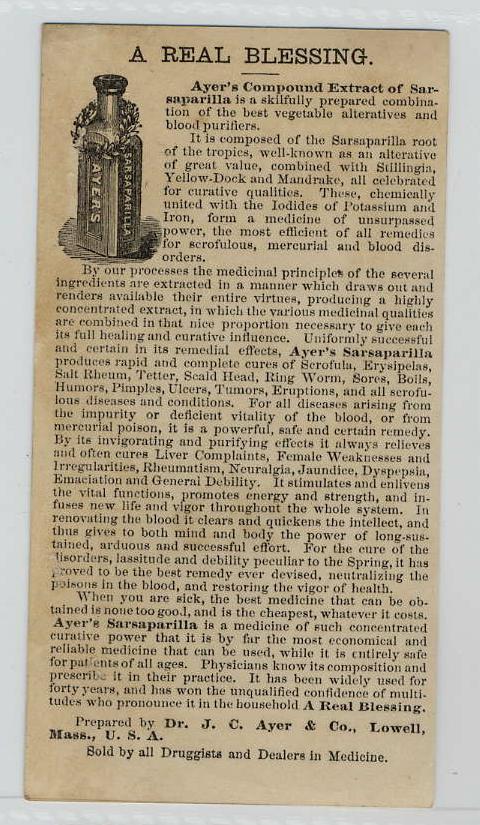 A REAL BLESSING.
AYER'S
SARSAPARILLA
Ayer's Compound Extract of Sar-
saparilla is a skilfully prepared combina-
tion of the best vegetable alteratives and
blood purifiers.
It is composed of the Sarsaparilla root
of the tropics, well-known as an alterative
of great value, combined with Stillingia,
Yellow-Dock and Mandrake, all celebrated
for curative qualities. These, chemically
united with the Iodides of Potassium and
Iron, form a medicine of unsurpassed
power, the most efficient of all remedies
for scrofulous, mercurial and blood dis-
orders.
By our processes the medicinal principles of the several
ingredients are extracted in a manner which draws out and
renders available their entire virtues, producing a highly
concentrated extract, in which the various medicinal qualities
are combined in that nice proportion necessary to give each
its full healing and curative influence. Uniformly successful
and certain in its remedial effects, Ayer's Sarsaparilla
produces rapid and complete cures of Scrofula, Erysipelas,
Salt Rheum, Tetter, Scald Head, Ring Worm, Sores, Boils,
Humors, Pimples, Ulcers, Tumors, Eruptions, and all scrofu-
lous diseases and conditions. For all diseases arising from
the impurity or deficient vitality of the blood, or from
mercurial poison, it is a powerful, safe and certain remedy.
By its invigorating and purifying effects it always relieves
and often cures Liver Complaints, Female Weaknesses and
Irregularities, Rheumatism, Neuralgia, Jaundice, Dyspepsia,
Emaciation and General Debility. It stimulates and enlivens
the vital functions, promotes energy and strength, and in-
fuses new life and vigor throughout the whole system. In
renovating the blood it clears and quickens the intellect, and
thus gives to both mind and body the power of long-sus-
tained, arduous and successful effort. For the cure of the
disorders, lassitude and debility peculiar to the Spring, it has
proved to be the best remedy ever devised, neutralizing the
poisons in the blood, and restoring the vigor of health.
When you are sick, the best medicine that can be ob-
tained is none too good, and is the cheapest, whatever it costs.
Ayer's Sarsaparilla is a medicine of such concentrated
curative power that it is by far the most economical and
reliable medicine that can be used, while it is entirely safe
for patients of all ages. Physicians know its composition and
prescribe it in their practice. It has been widely used for
forty years, and has won the unqualified confidence of multi-
tudes who pronounce it in the household A Real Blessing.
Prepared by Dr. J. C. Ayer & Co., Lowell,
Mass., U. S. A.
Sold by all Druggists and Dealers in Medicine.